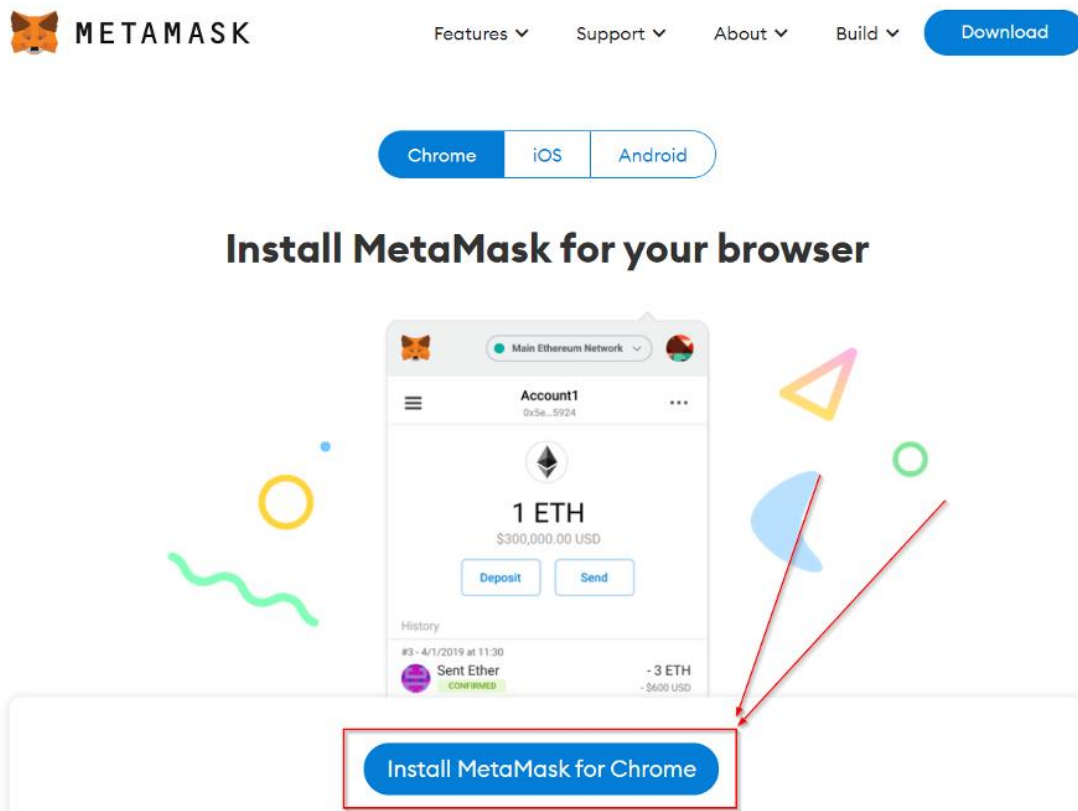 METAMASK
Features Support About Build Download
Chrome iOS Android
Install MetaMask for your browser
Main Ethereum Network
Account1
0x5e...5924
1 ETH
$300,000.00 USD
Deposit Send
History
#3 - 4/1/2019 at 11:30
Sent Ether - 3 ETH
CONFIRMED - $600 USD
Install MetaMask for Chrome